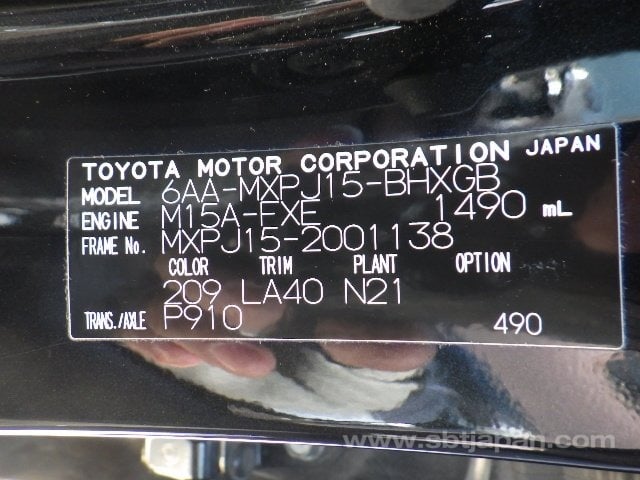 TOYOTA MOTOR CORPORATION JAPAN
MODEL 6AA-MXPJ15-BHXGB
ENGINE M15A-FXE 1490 mL
FRAME No. MXPJ15-2001138
COLOR TRIM PLANT OPTION
209 LA40 N21
TRANS./AXLE P910 490
www.sbtjapan.com